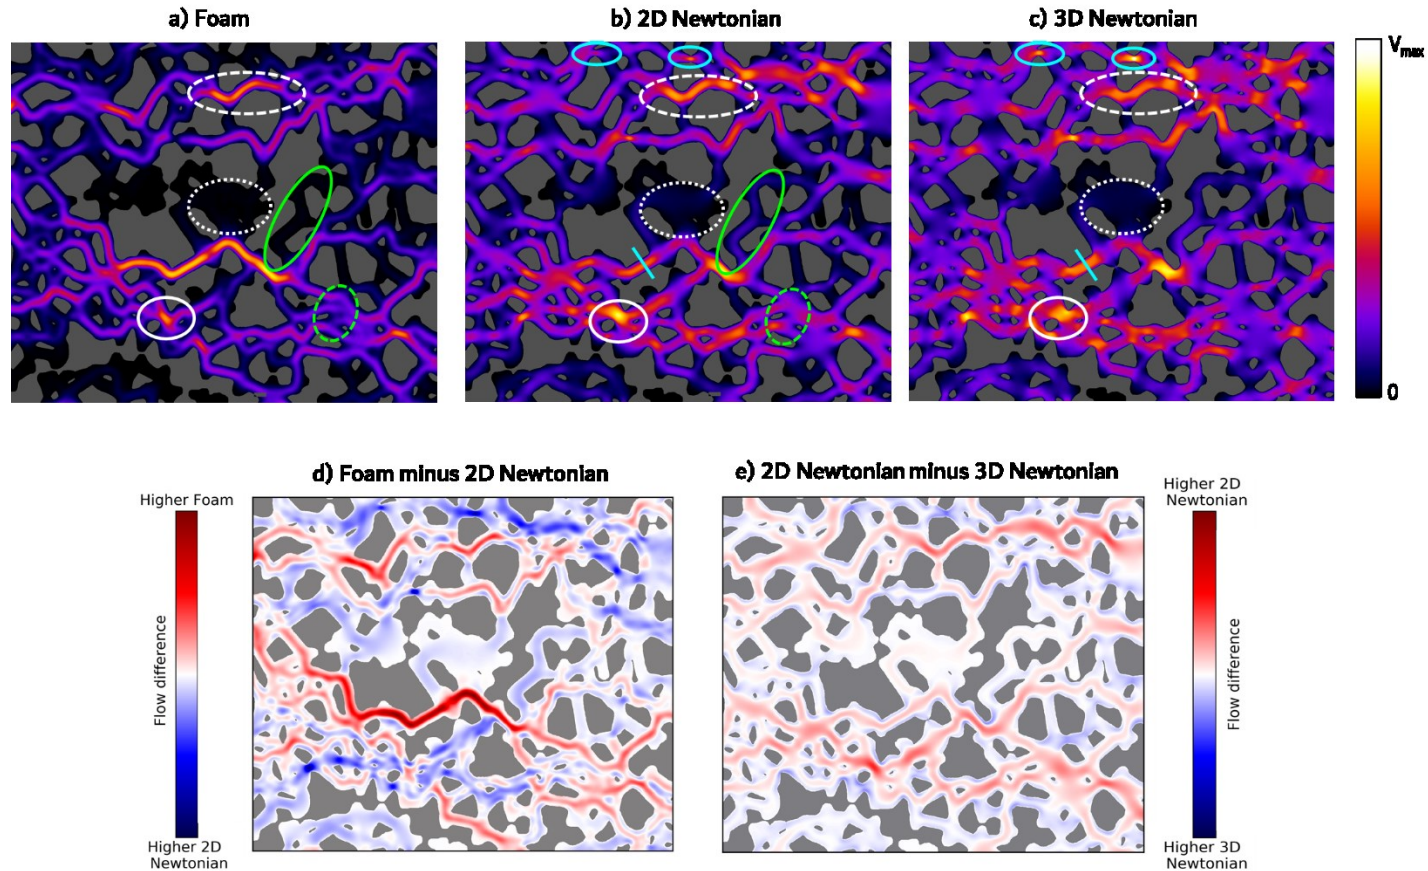 a) Foam
b) 2D Newtonian
c) 3D Newtonian
Vmax
0
d) Foam minus 2D Newtonian
e) 2D Newtonian minus 3D Newtonian
Higher Foam
Flow difference
Higher 2D
Newtonian
Higher 2D
Newtonian
Flow difference
Higher 3D
Newtonian